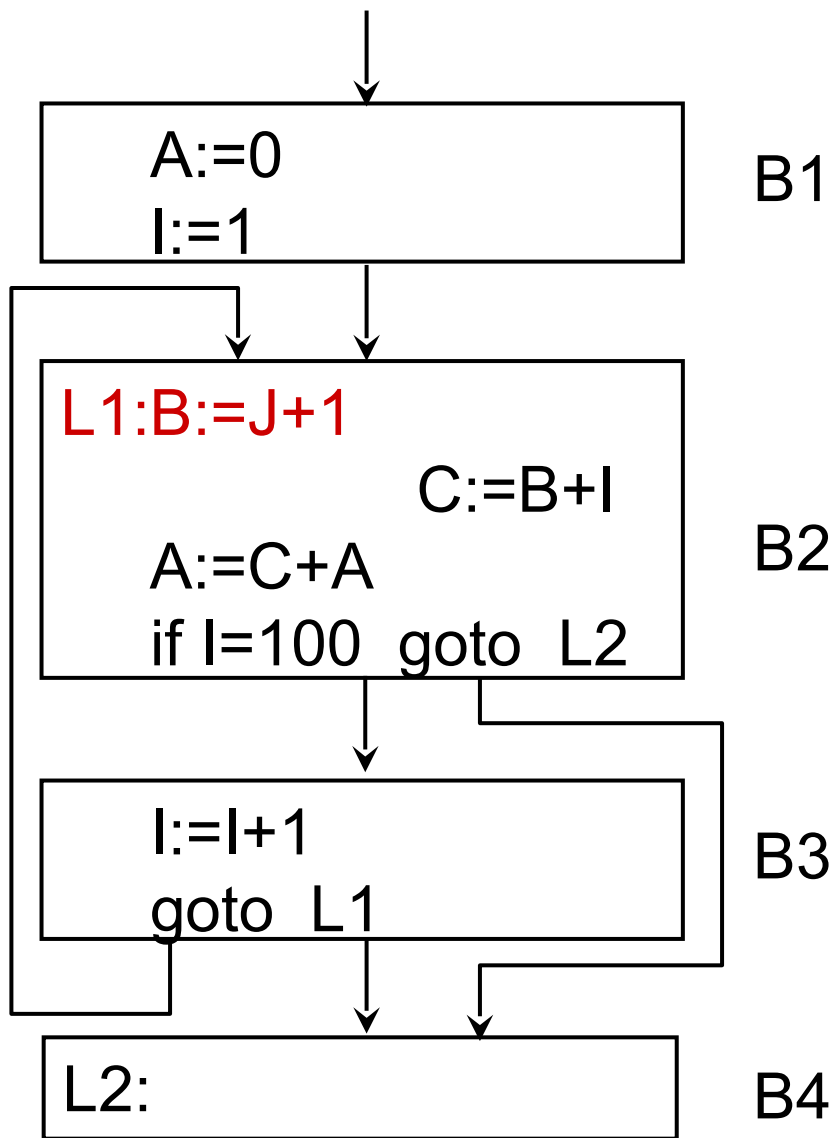 A:=0
I:=1
B1
L1:B:=J+1
C:=B+I
A:=C+A
if I=100 goto L2
B2
I:=I+1
goto L1
B3
L2:
B4